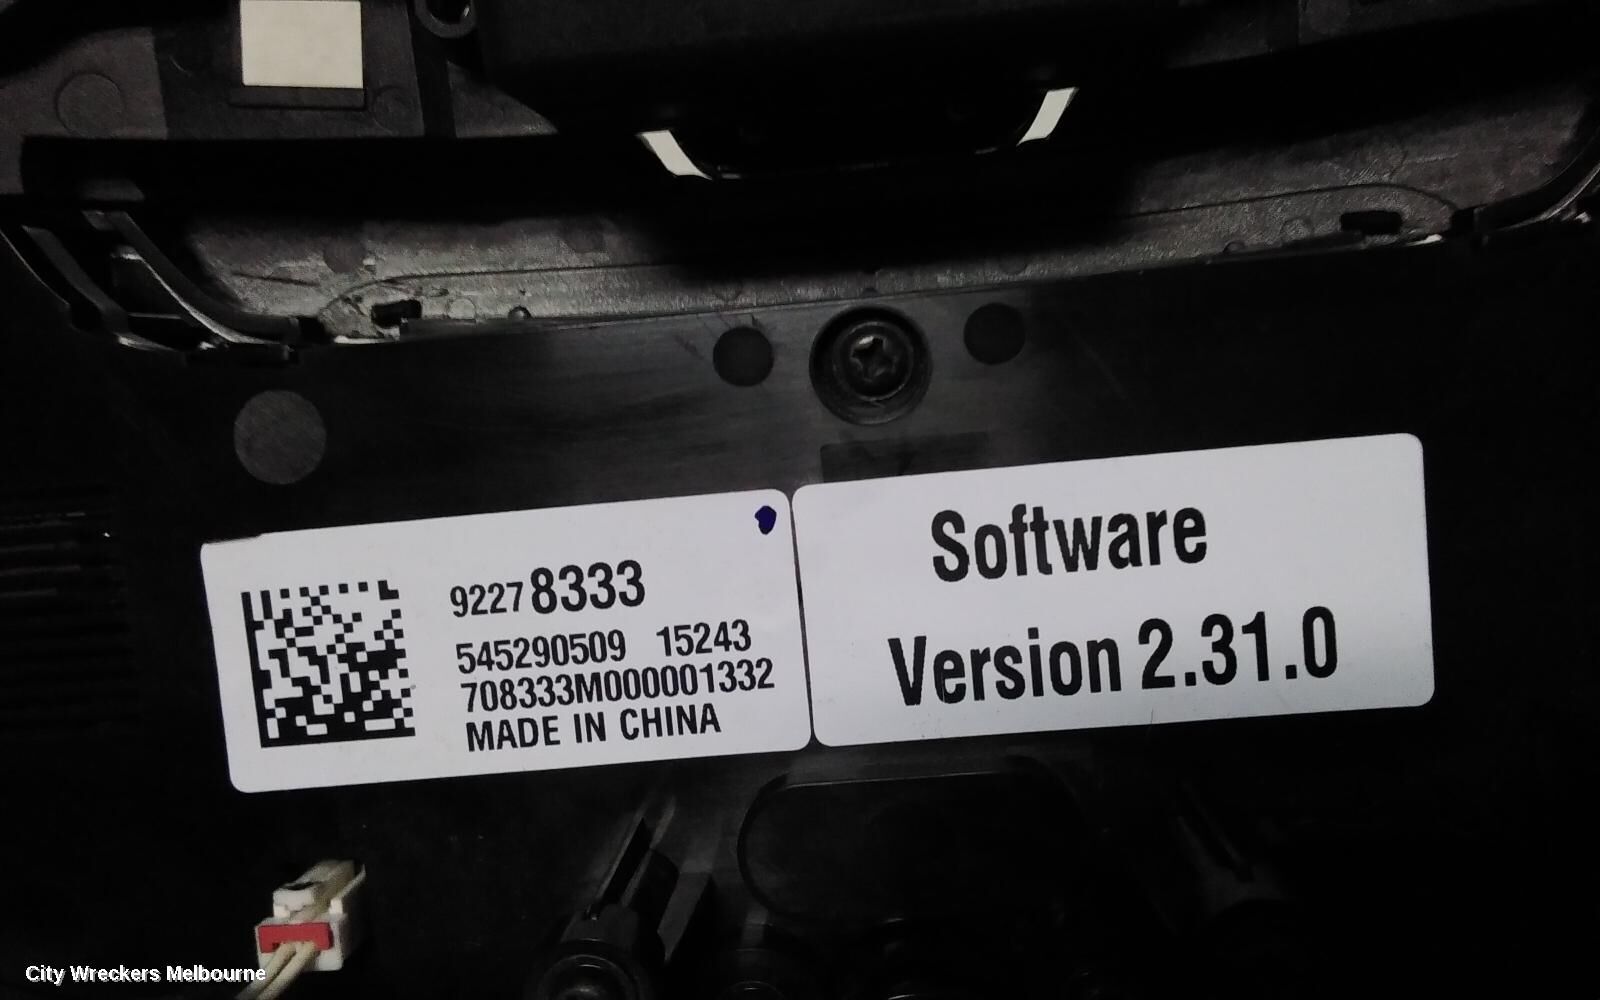 92278333
545290509 15243
708333M000001332
MADE IN CHINA
Software
Version 2.31.0
City Wreckers Melbourne